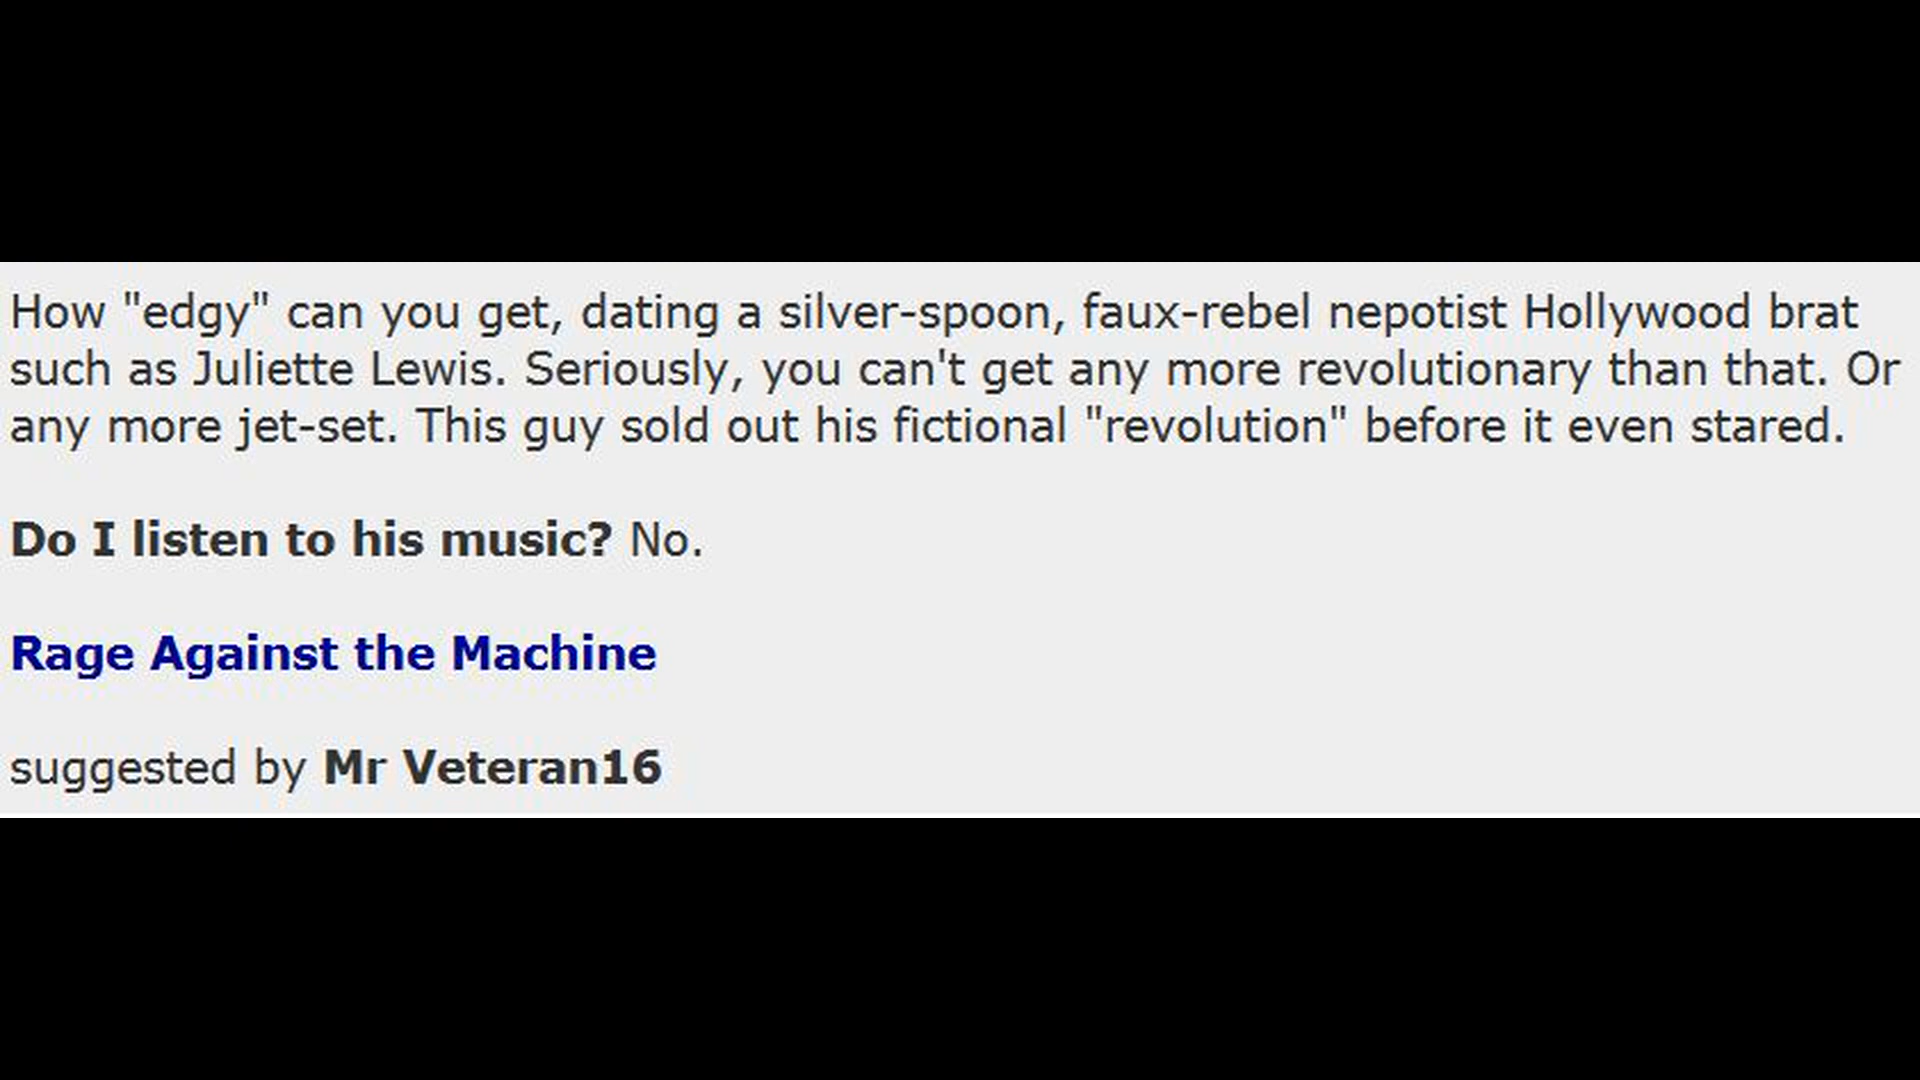 How "edgy" can you get, dating a silver-spoon, faux-rebel nepotist Hollywood brat
such as Juliette Lewis. Seriously, you can't get any more revolutionary than that. Or
any more jet-set. This guy sold out his fictional "revolution" before it even stared.
Do I listen to his music? No.
Rage Against the Machine
suggested by Mr Veteran16